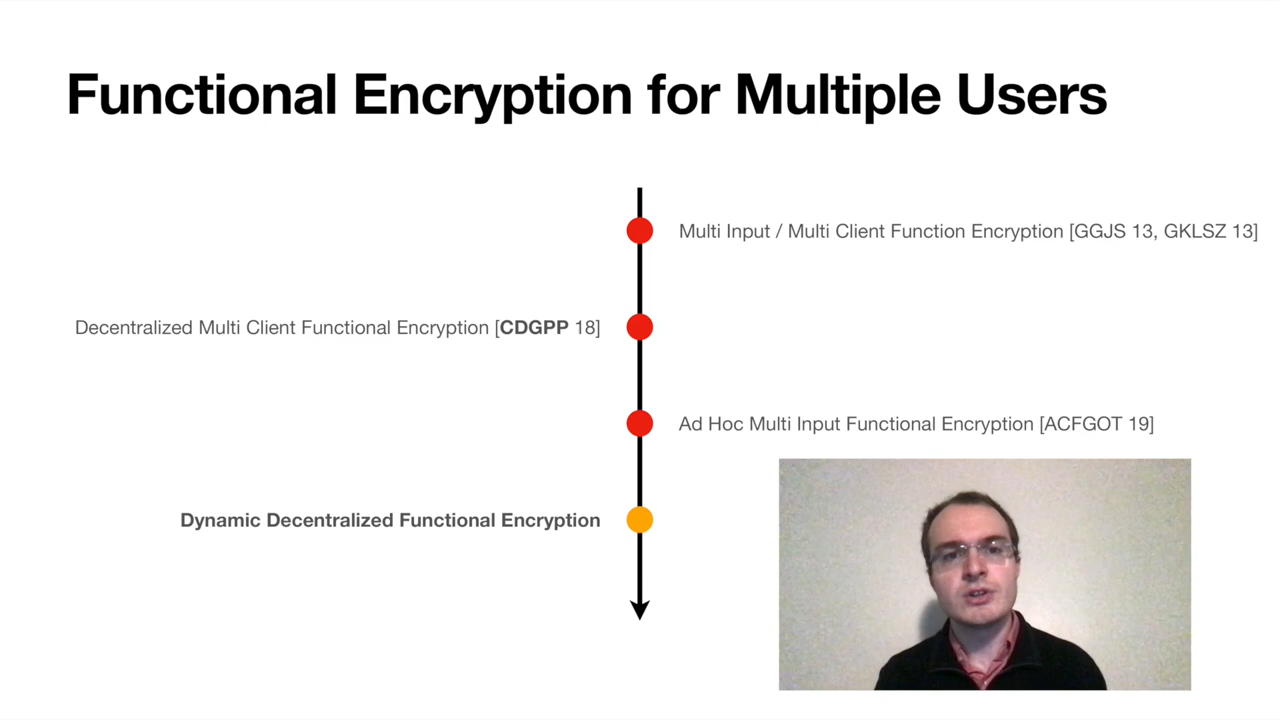 Functional Encryption for Multiple Users
Multi Input / Multi Client Function Encryption [GGJS 13, GKLSZ 13]
Decentralized Multi Client Functional Encryption [CDGPP 18]
Ad Hoc Multi Input Functional Encryption [ACFGOT 19]
Dynamic Decentralized Functional Encryption